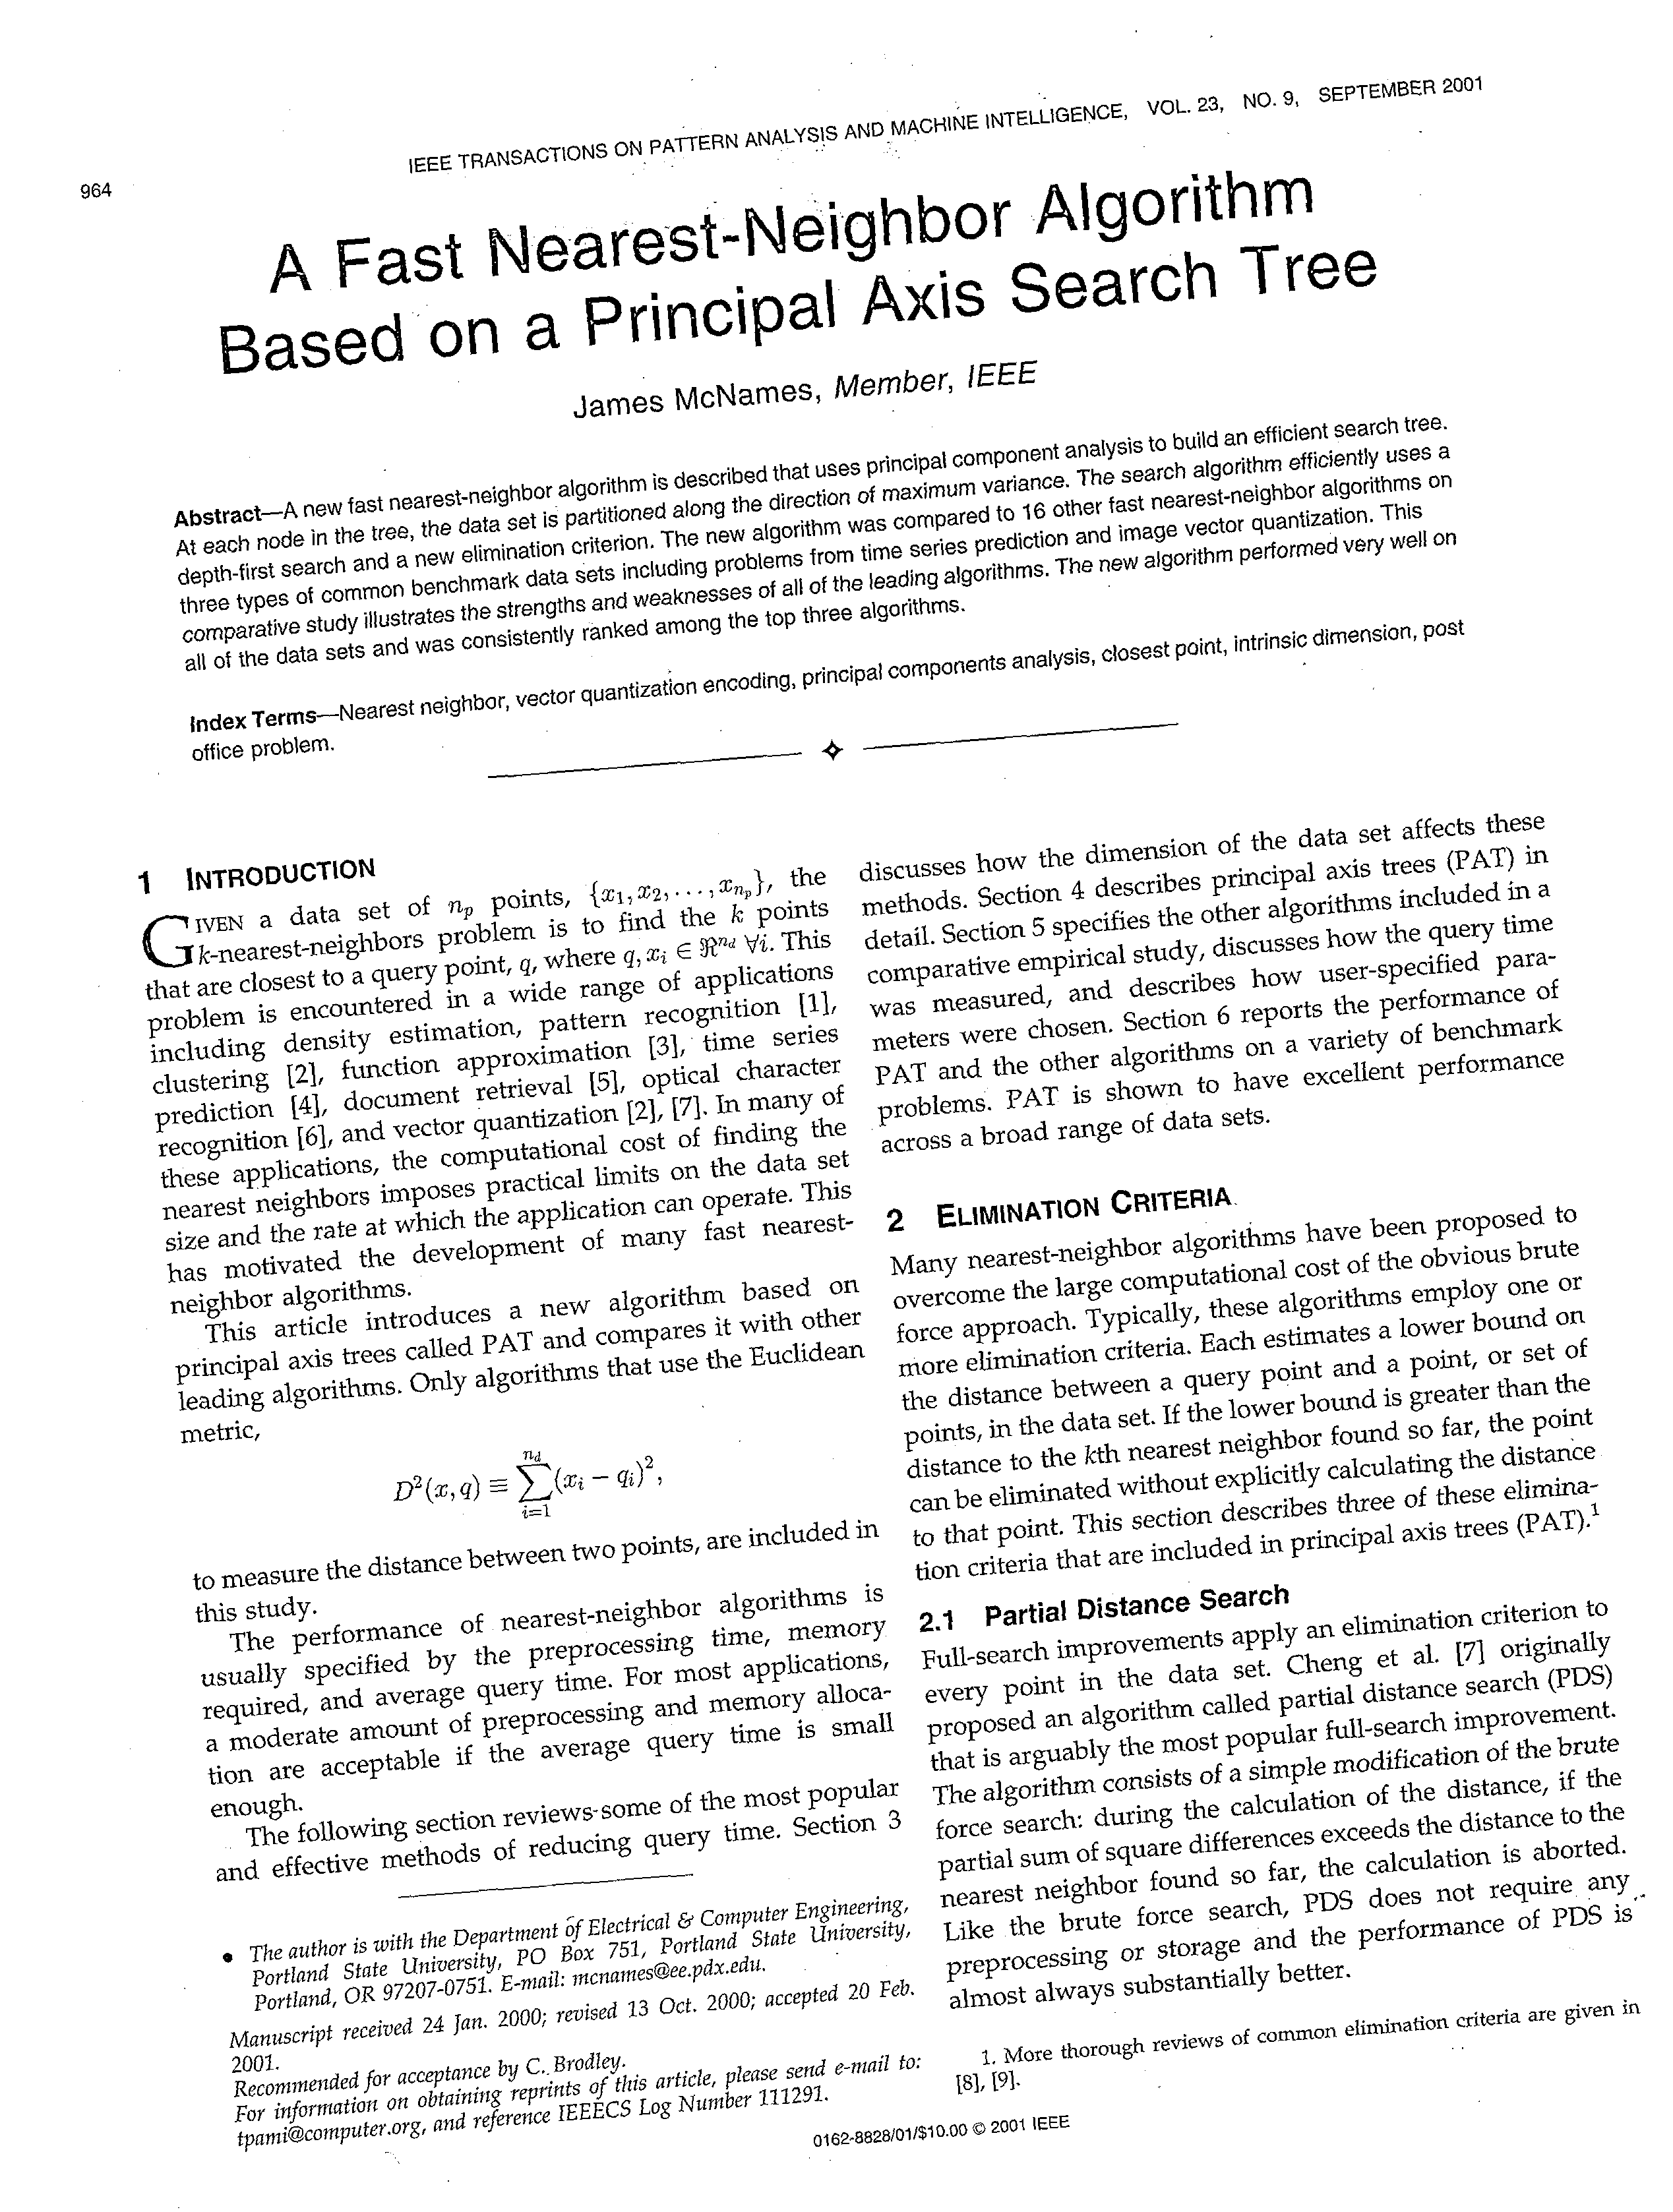 IEEE TRANSACTIONS ON PATTERN ANALYSIS AND MACHINE INTELLIGENCE, VOL. 23, NO. 9, SEPTEMBER 2001
964
A Fast Nearest-Neighbor Algorithm
Based on a Principal Axis Search Tree
James McNames, Member, IEEE
Abstract—A new fast nearest-neighbor algorithm is described that uses principal component analysis to build an efficient search tree.
At each node in the tree, the data set is partitioned along the direction of maximum variance. The search algorithm efficiently uses a
depth-first search and a new elimination criterion. The new algorithm was compared to 16 other fast nearest-neighbor algorithms on
three types of common benchmark data sets including problems from time series prediction and image vector quantization. This
comparative study illustrates the strengths and weaknesses of all of the leading algorithms. The new algorithm performed very well on
all of the data sets and was consistently ranked among the top three algorithms.
Index Terms—Nearest neighbor, vector quantization encoding, principal components analysis, closest point, intrinsic dimension, post
office problem.
1 INTRODUCTION
GIVEN a data set of n_p points, {x_1, x_2, . . . , x_{n_p}}, the
k-nearest-neighbors problem is to find the k points
that are closest to a query point, q, where q, x_i ∈ ℜ^{n_d} ∀i. This
problem is encountered in a wide range of applications
including density estimation, pattern recognition [1],
clustering [2], function approximation [3], time series
prediction [4], document retrieval [5], optical character
recognition [6], and vector quantization [2], [7]. In many of
these applications, the computational cost of finding the
nearest neighbors imposes practical limits on the data set
size and the rate at which the application can operate. This
has motivated the development of many fast nearest-
neighbor algorithms.
This article introduces a new algorithm based on
principal axis trees called PAT and compares it with other
leading algorithms. Only algorithms that use the Euclidean
metric,
D²(x, q) ≡ ∑_{i=1}^{n_d} (x_i − q_i)²,
to measure the distance between two points, are included in
this study.
The performance of nearest-neighbor algorithms is
usually specified by the preprocessing time, memory
required, and average query time. For most applications,
a moderate amount of preprocessing and memory alloca-
tion are acceptable if the average query time is small
enough.
The following section reviews some of the most popular
and effective methods of reducing query time. Section 3
• The author is with the Department of Electrical & Computer Engineering,
Portland State University, PO Box 751, Portland State University,
Portland, OR 97207-0751. E-mail: mcnames@ee.pdx.edu.
Manuscript received 24 Jan. 2000; revised 13 Oct. 2000; accepted 20 Feb.
2001.
Recommended for acceptance by C. Brodley.
For information on obtaining reprints of this article, please send e-mail to:
tpami@computer.org, and reference IEEECS Log Number 111291.
discusses how the dimension of the data set affects these
methods. Section 4 describes principal axis trees (PAT) in
detail. Section 5 specifies the other algorithms included in a
comparative empirical study, discusses how the query time
was measured, and describes how user-specified para-
meters were chosen. Section 6 reports the performance of
PAT and the other algorithms on a variety of benchmark
problems. PAT is shown to have excellent performance
across a broad range of data sets.
2 ELIMINATION CRITERIA
Many nearest-neighbor algorithms have been proposed to
overcome the large computational cost of the obvious brute
force approach. Typically, these algorithms employ one or
more elimination criteria. Each estimates a lower bound on
the distance between a query point and a point, or set of
points, in the data set. If the lower bound is greater than the
distance to the kth nearest neighbor found so far, the point
can be eliminated without explicitly calculating the distance
to that point. This section describes three of these elimina-
tion criteria that are included in principal axis trees (PAT).¹
2.1 Partial Distance Search
Full-search improvements apply an elimination criterion to
every point in the data set. Cheng et al. [7] originally
proposed an algorithm called partial distance search (PDS)
that is arguably the most popular full-search improvement.
The algorithm consists of a simple modification of the brute
force search: during the calculation of the distance, if the
partial sum of square differences exceeds the distance to the
nearest neighbor found so far, the calculation is aborted.
Like the brute force search, PDS does not require any
preprocessing or storage and the performance of PDS is
almost always substantially better.
1. More thorough reviews of common elimination criteria are given in
[8], [9].
0162-8828/01/$10.00 © 2001 IEEE